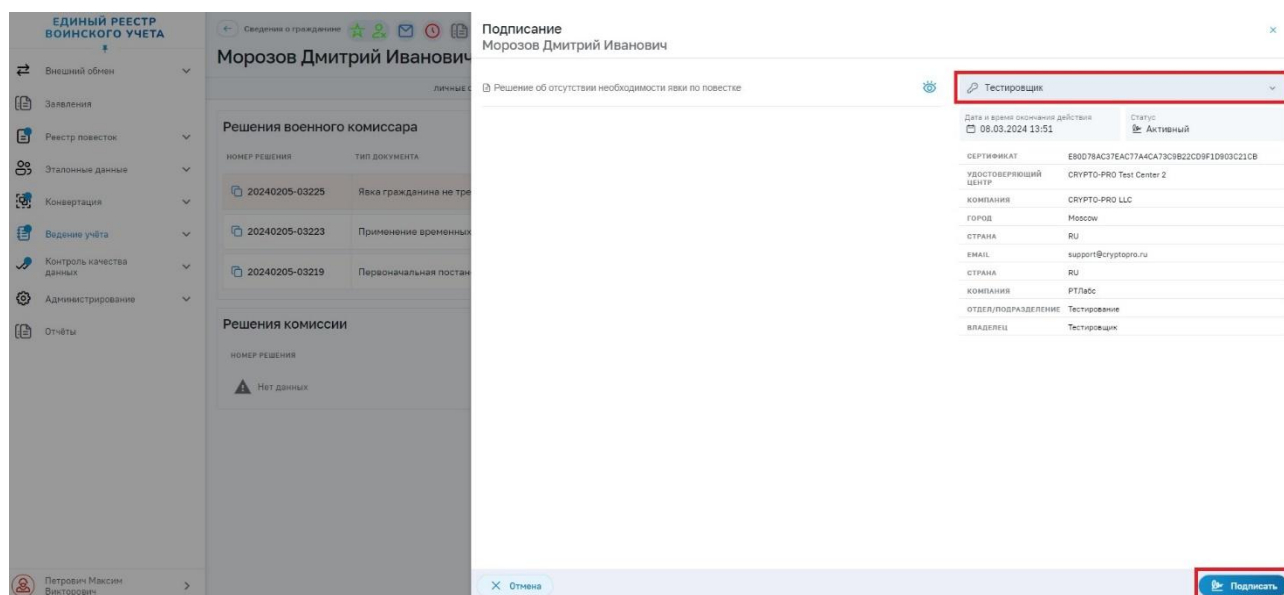 ЕДИНЫЙ РЕЕСТР
ВОИНСКОГО УЧЕТА
Внешний обмен
Заявления
Реестр повесток
Эталонные данные
Конвертация
Ведение учёта
Контроль качества
данных
Администрирование
Отчёты
Петрович Максим
Викторович
Сведения о гражданине
Морозов Дмитрий Иванович
ЛИЧНЫЕ
Решения военного комиссара
НОМЕР РЕШЕНИЯ ТИП ДОКУМЕНТА
20240205-03225 Явка гражданина не тре
20240205-03223 Применение временных
20240205-03219 Первоначальная постан
Решения комиссии
НОМЕР РЕШЕНИЯ
Нет данных
Подписание
Морозов Дмитрий Иванович
Решение об отсутствии необходимости явки по повестке
Тестировщик
Дата и время окончания действия Статус
08.03.2024 13:51 Активный
СЕРТИФИКАТ E80D78AC37EAC77A4CA73C9B22CD9F1D903C21CB
УДОСТОВЕРЯЮЩИЙ ЦЕНТР CRYPTO-PRO Test Center 2
КОМПАНИЯ CRYPTO-PRO LLC
ГОРОД Moscow
СТРАНА RU
EMAIL support@cryptopro.ru
СТРАНА RU
КОМПАНИЯ РТЛабс
ОТДЕЛ/ПОДРАЗДЕЛЕНИЕ Тестирование
ВЛАДЕЛЕЦ Тестировщик
Отмена
Подписать